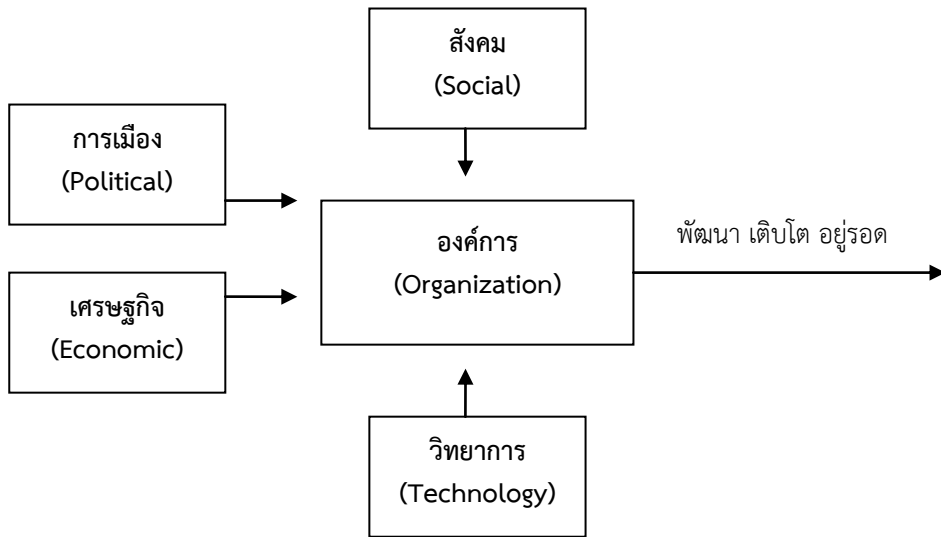 สังคม
(Social)
การเมือง
(Political)
องค์การ
(Organization)
พัฒนา เติบโต อยู่รอด
เศรษฐกิจ
(Economic)
วิทยาการ
(Technology)